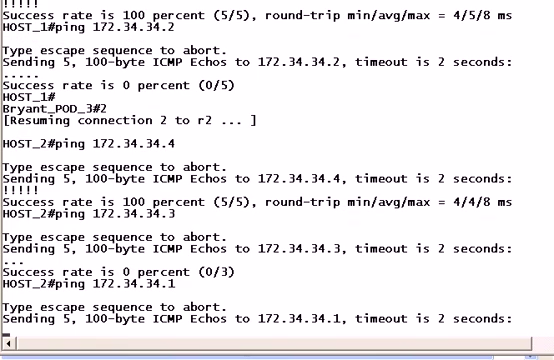 !!!!!
Success rate is 100 percent (5/5), round-trip min/avg/max = 4/5/8 ms
HOST_1#ping 172.34.34.2
Type escape sequence to abort.
Sending 5, 100-byte ICMP Echos to 172.34.34.2, timeout is 2 seconds:
.....
Success rate is 0 percent (0/5)
HOST_1#
Bryant_POD_3#2
[Resuming connection 2 to r2 ... ]
HOST_2#ping 172.34.34.4
Type escape sequence to abort.
Sending 5, 100-byte ICMP Echos to 172.34.34.4, timeout is 2 seconds:
!!!!!
Success rate is 100 percent (5/5), round-trip min/avg/max = 4/4/8 ms
HOST_2#ping 172.34.34.3
Type escape sequence to abort.
Sending 5, 100-byte ICMP Echos to 172.34.34.3, timeout is 2 seconds:
...
Success rate is 0 percent (0/3)
HOST_2#ping 172.34.34.1
Type escape sequence to abort.
Sending 5, 100-byte ICMP Echos to 172.34.34.1, timeout is 2 seconds: